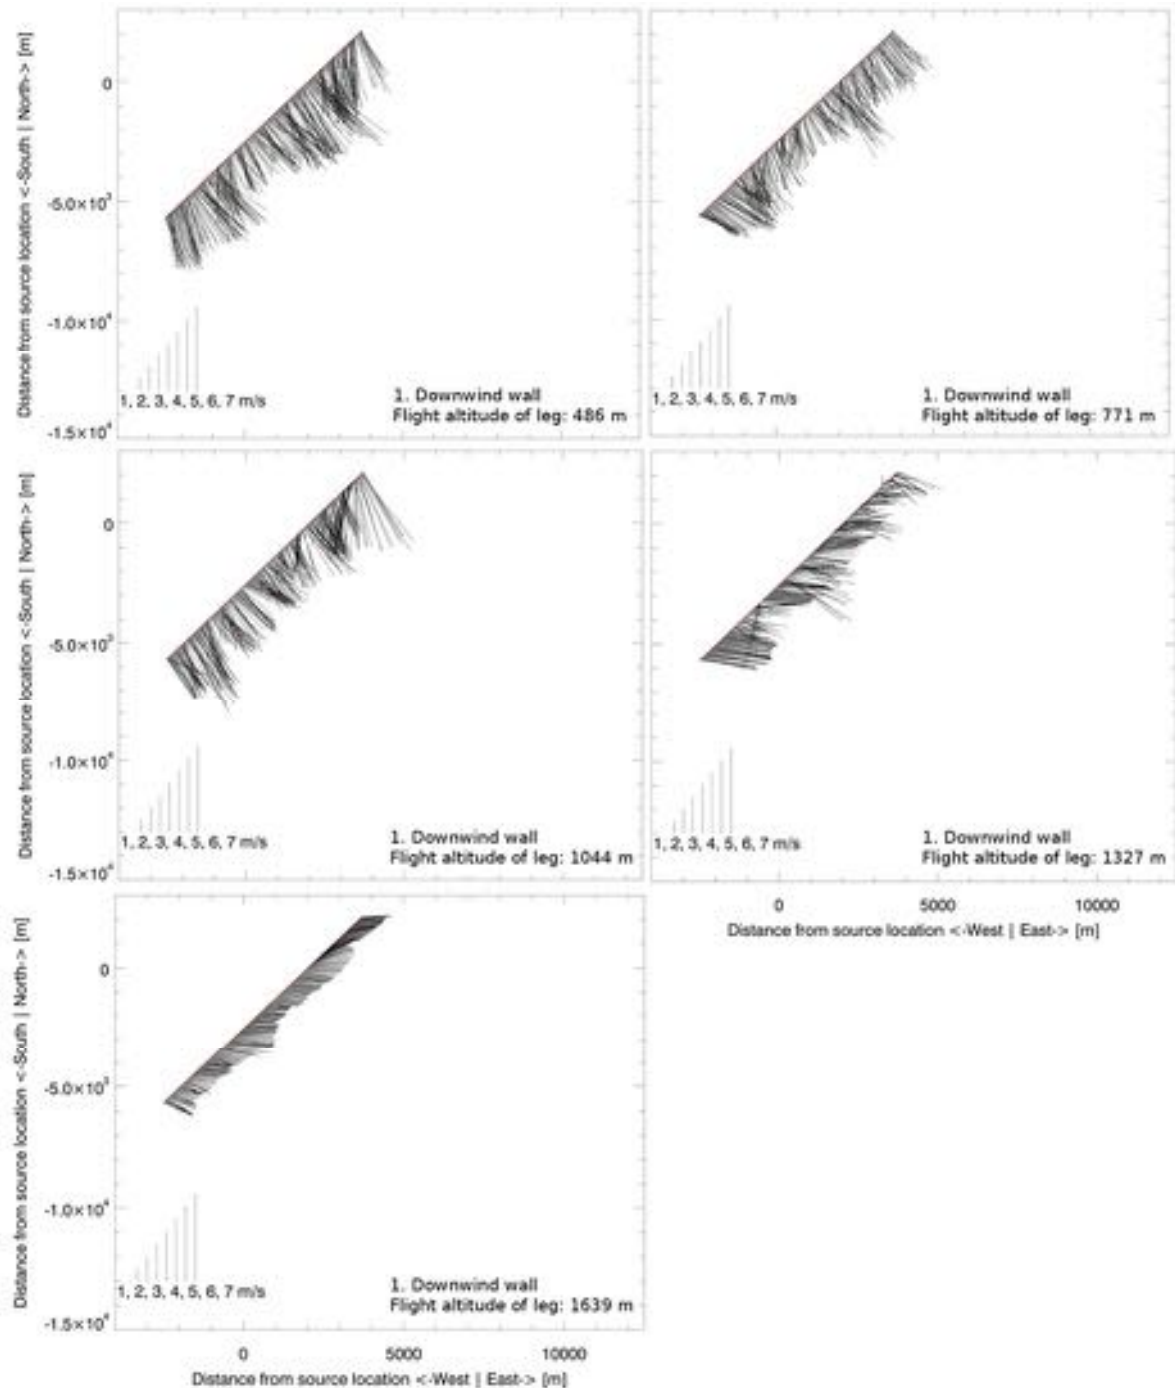 Distance from source location <-South | North-> [m]
0
-5.0×10³
-1.0×10⁴
-1.5×10⁴
1, 2, 3, 4, 5, 6, 7 m/s
1. Downwind wall
Flight altitude of leg: 486 m
1, 2, 3, 4, 5, 6, 7 m/s
1. Downwind wall
Flight altitude of leg: 771 m
Distance from source location <-South | North-> [m]
0
-5.0×10³
-1.0×10⁴
-1.5×10⁴
1, 2, 3, 4, 5, 6, 7 m/s
1. Downwind wall
Flight altitude of leg: 1044 m
1, 2, 3, 4, 5, 6, 7 m/s
1. Downwind wall
Flight altitude of leg: 1327 m
0 5000 10000
Distance from source location <-West | East-> [m]
Distance from source location <-South | North-> [m]
0
-5.0×10³
-1.0×10⁴
-1.5×10⁴
1, 2, 3, 4, 5, 6, 7 m/s
1. Downwind wall
Flight altitude of leg: 1639 m
0 5000 10000
Distance from source location <-West | East-> [m]